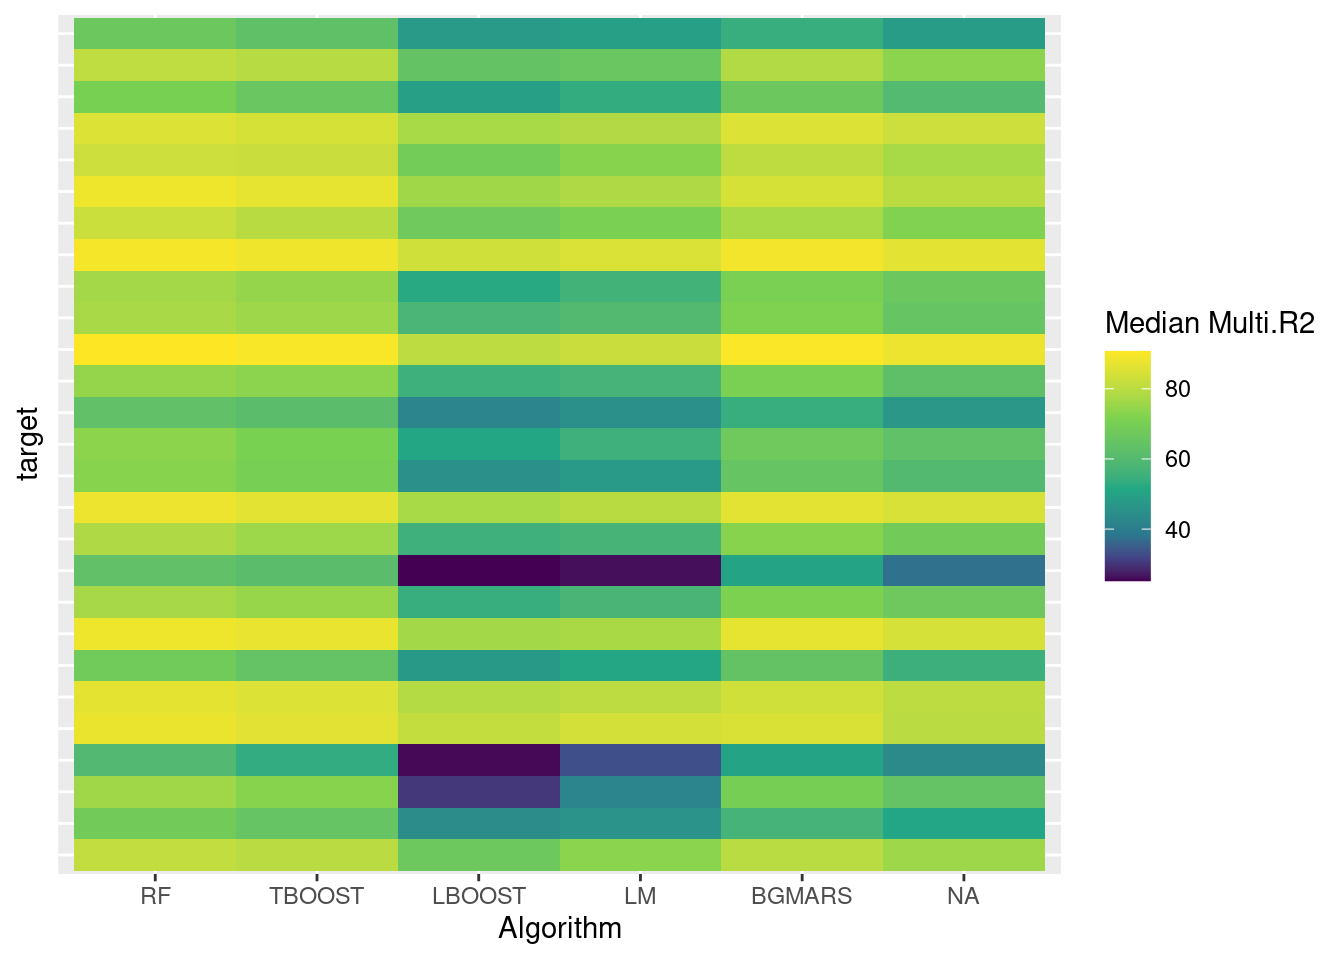 target
RF
TBOOST
LBOOST
LM
BGMARS
NA
Algorithm
Median Multi.R2
80
60
40